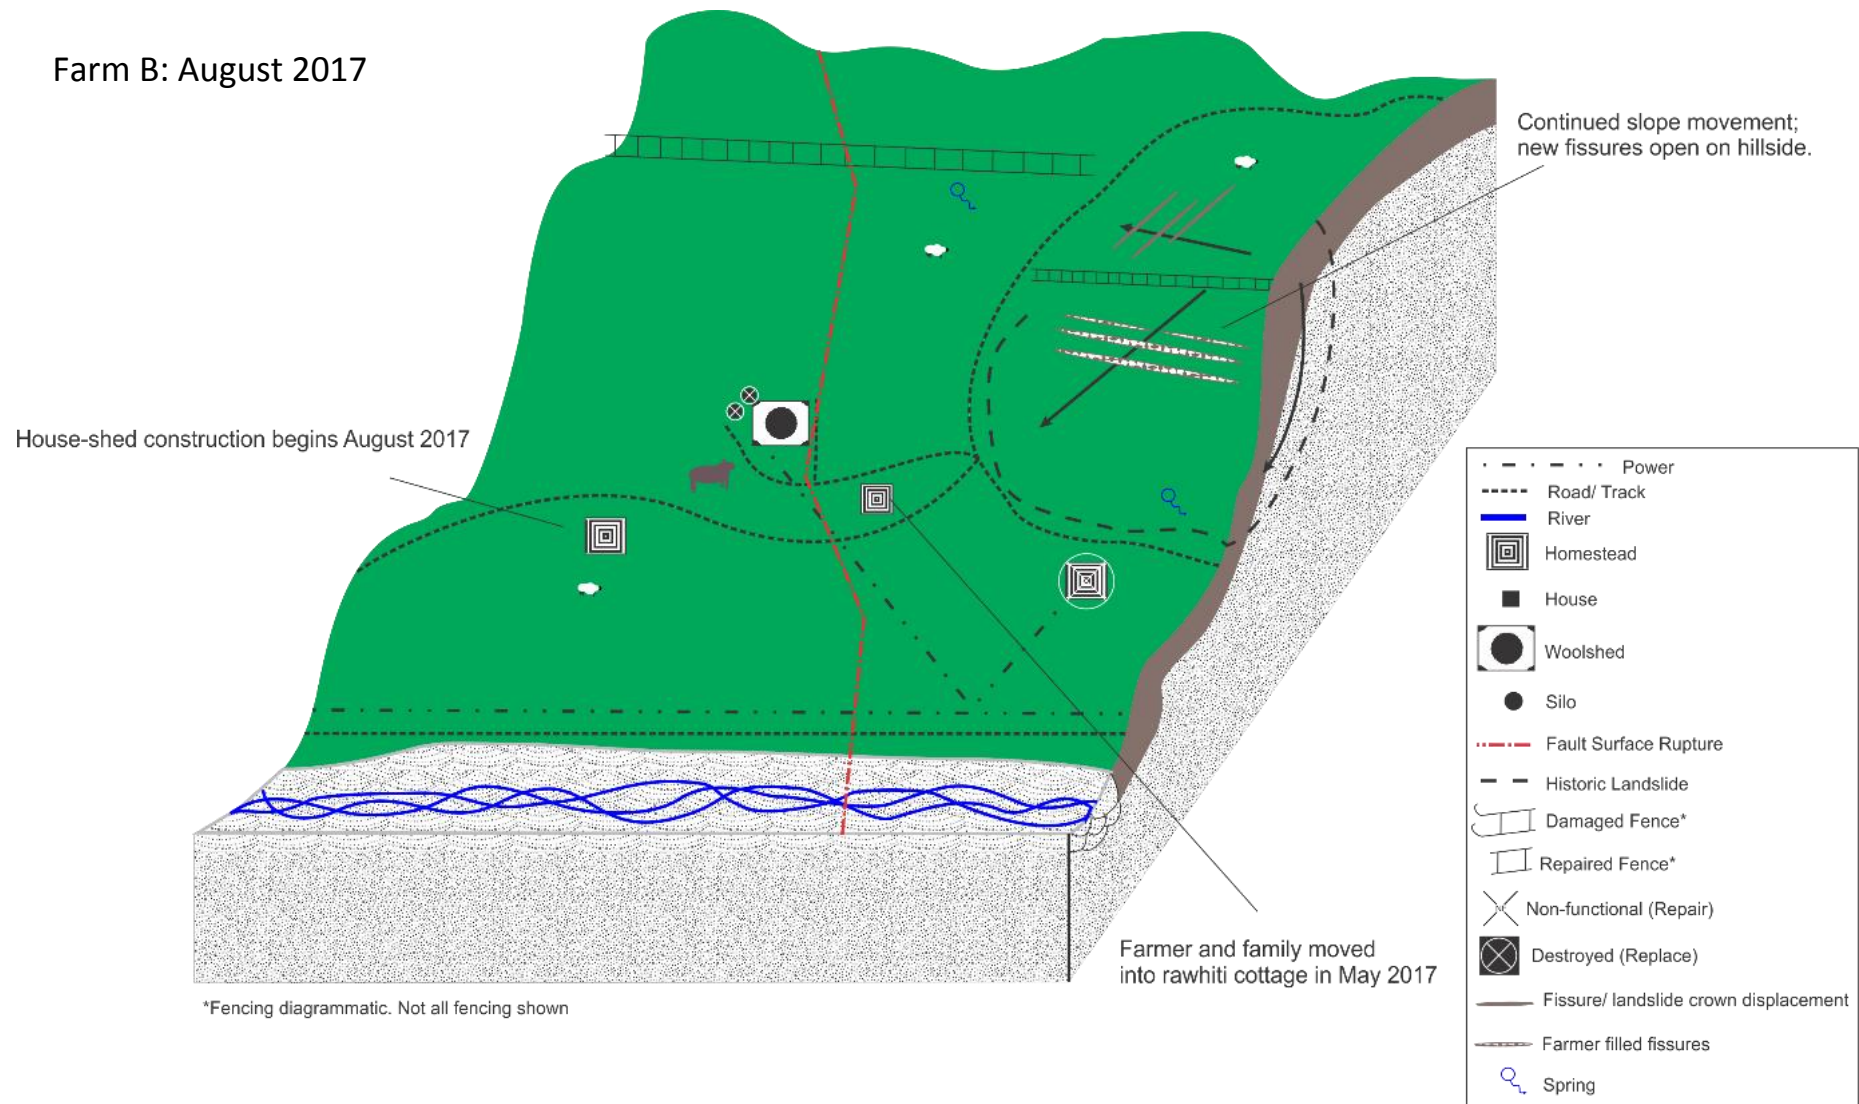 Farm B: August 2017
Continued slope movement;
new fissures open on hillside.
House-shed construction begins August 2017
Farmer and family moved
into rawhiti cottage in May 2017
*Fencing diagrammatic. Not all fencing shown
Power
Road/ Track
River
Homestead
House
Woolshed
Silo
Fault Surface Rupture
Historic Landslide
Damaged Fence*
Repaired Fence*
Non-functional (Repair)
Destroyed (Replace)
Fissure/ landslide crown displacement
Farmer filled fissures
Spring